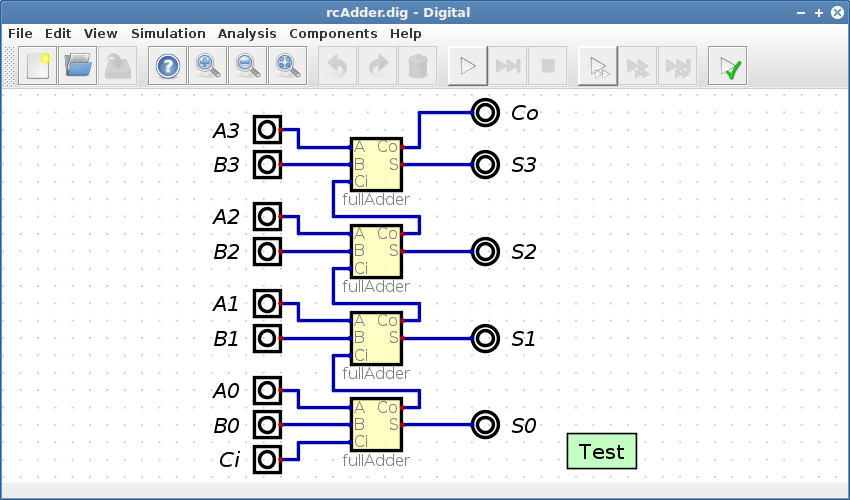 rcAdder.dig - Digital
File Edit View Simulation Analysis Components Help
Co
A3
A Co
B3
B S
S3
Ci
fullAdder
A2
A Co
B2
B S
S2
Ci
fullAdder
A1
A Co
B1
B S
S1
Ci
fullAdder
A0
A Co
B0
B S
S0
Ci
Ci
fullAdder
Test